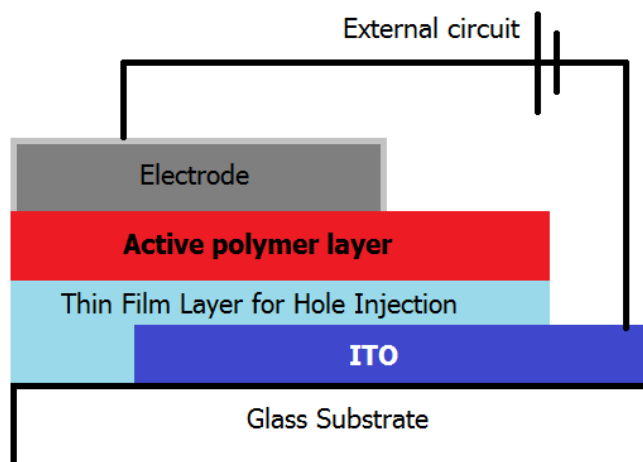 External circuit
Electrode
Active polymer layer
Thin Film Layer for Hole Injection
ITO
Glass Substrate